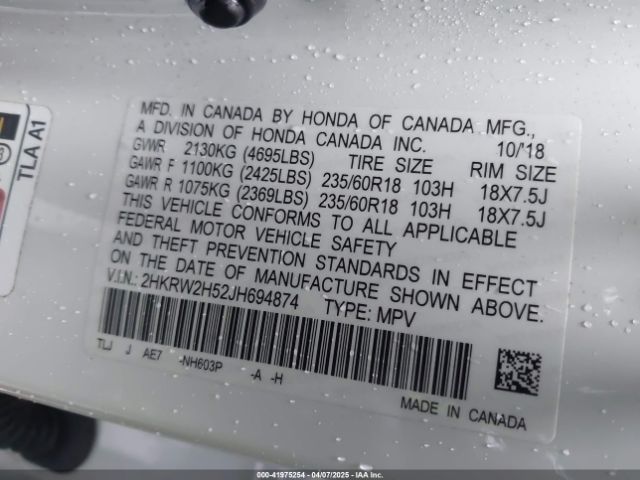 MFD. IN CANADA BY HONDA OF CANADA MFG.,
A DIVISION OF HONDA CANADA INC. 10/'18
GVWR 2130KG (4695LBS) TIRE SIZE RIM SIZE
GAWR F 1100KG (2425LBS) 235/60R18 103H 18X7.5J
GAWR R 1075KG (2369LBS) 235/60R18 103H 18X7.5J
THIS VEHICLE CONFORMS TO ALL APPLICABLE
FEDERAL MOTOR VEHICLE SAFETY
AND THEFT PREVENTION STANDARDS IN EFFECT
ON THE DATE OF MANUFACTURE SHOWN ABOVE.
V.I.N.: 2HKRW2H52JH694874 TYPE: MPV
TLJ J AE7 -NH603P -A -H
MADE IN CANADA
TLA A1
000-41975254 - 04/07/2025 - IAAI.COM